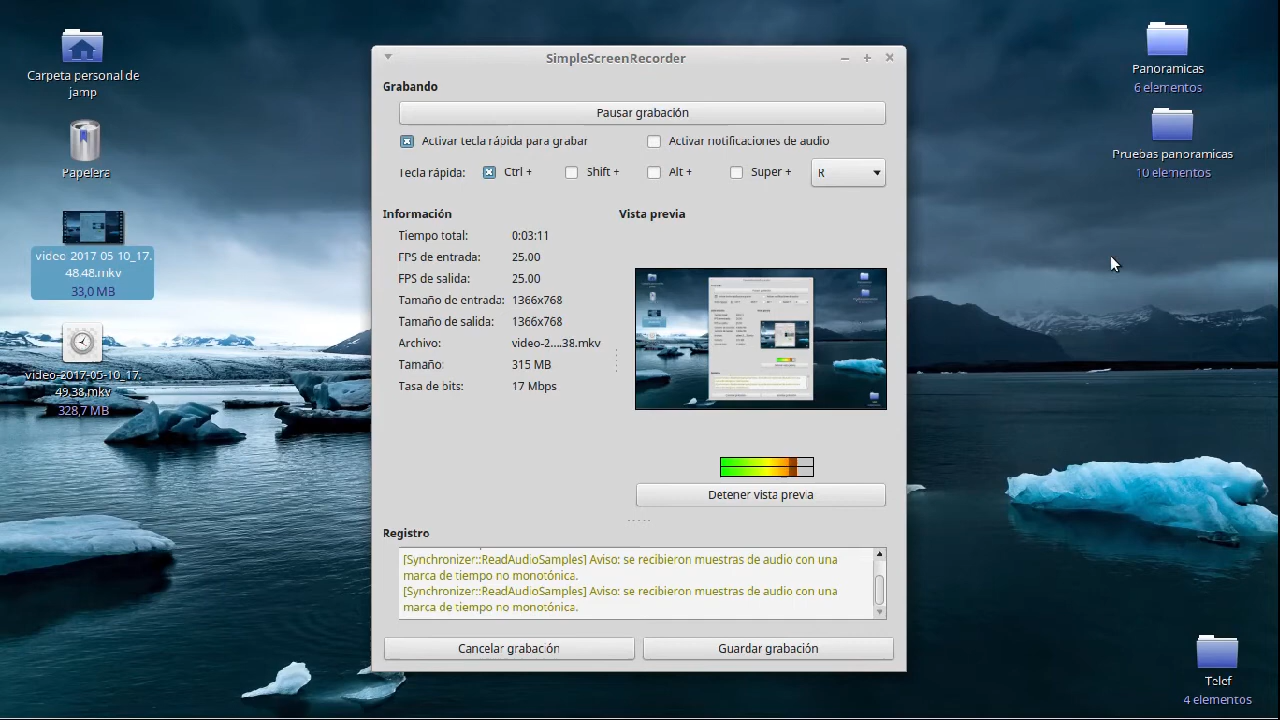 Carpeta personal de
jamp
Papelera
video-2017-05-10_17.
48.48.mkv
33,0 MB
video-2017-05-10_17.
49.38.mkv
328,7 MB
SimpleScreenRecorder
Grabando
Pausar grabación
Activar tecla rápida para grabar
Activar notificaciones de audio
Tecla rápida:
Ctrl +
Shift +
Alt +
Super +
R
Información
Tiempo total: 0:03:11
FPS de entrada: 25.00
FPS de salida: 25.00
Tamaño de entrada: 1366x768
Tamaño de salida: 1366x768
Archivo: video-2....38.mkv
Tamaño: 315 MB
Tasa de bits: 17 Mbps
Vista previa
Detener vista previa
Registro
[Synchronizer::ReadAudioSamples] Aviso: se recibieron muestras de audio con una
marca de tiempo no monotónica.
[Synchronizer::ReadAudioSamples] Aviso: se recibieron muestras de audio con una
marca de tiempo no monotónica.
Cancelar grabación
Guardar grabación
Panoramicas
6 elementos
Pruebas panoramicas
10 elementos
Telef
4 elementos